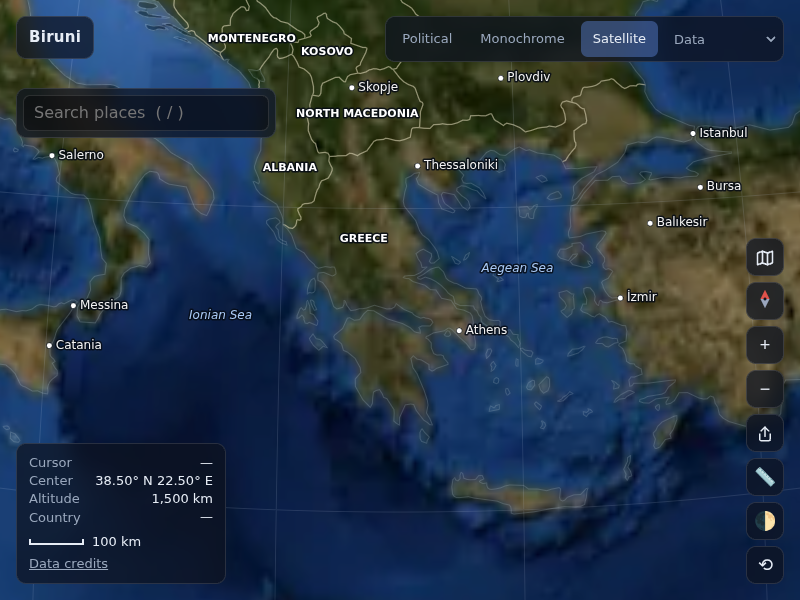 Biruni
Political
Monochrome
Satellite
Data
Search places ( / )
MONTENEGRO
KOSOVO
Skopje
Plovdiv
NORTH MACEDONIA
Istanbul
Salerno
ALBANIA
Thessaloniki
Bursa
Balıkesir
GREECE
Aegean Sea
İzmir
Messina
Ionian Sea
Athens
Catania
+
−
Cursor —
Center 38.50° N 22.50° E
Altitude 1,500 km
Country —
100 km
Data credits